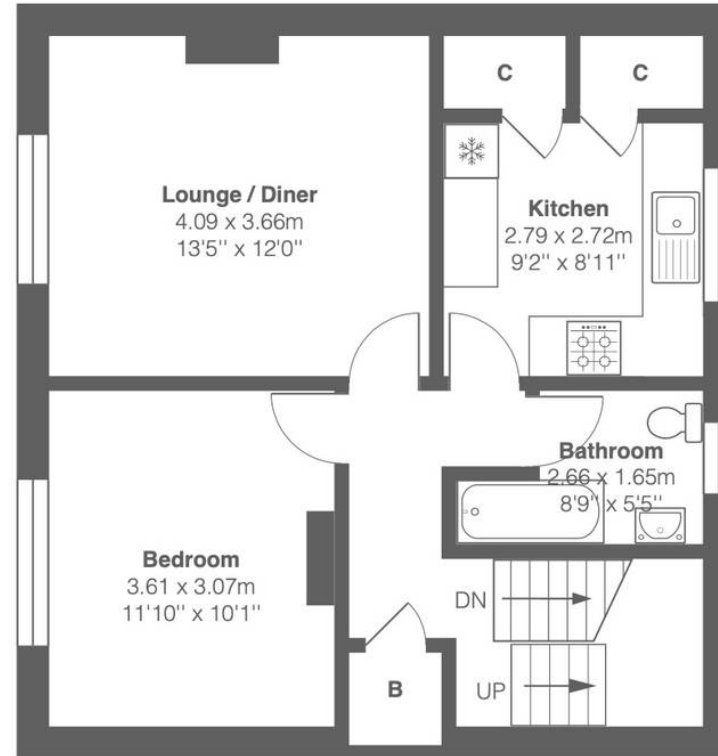 C
C
Lounge / Diner
4.09 x 3.66m
13'5'' x 12'0''
Kitchen
2.79 x 2.72m
9'2'' x 8'11''
Bathroom
2.66 x 1.65m
8'9'' x 5'5''
Bedroom
3.61 x 3.07m
11'10'' x 10'1''
DN
B
UP